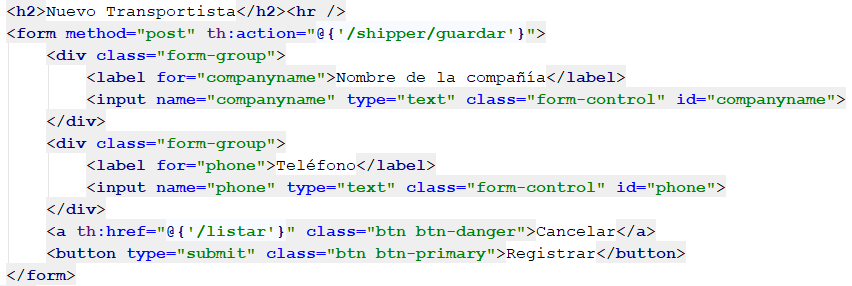 <h2>Nuevo Transportista</h2><hr />
<form method="post" th:action="@{'/shipper/guardar'}">
<div class="form-group">
<label for="companyname">Nombre de la compañía</label>
<input name="companyname" type="text" class="form-control" id="companyname">
</div>
<div class="form-group">
<label for="phone">Teléfono</label>
<input name="phone" type="text" class="form-control" id="phone">
</div>
<a th:href="@{'/listar'}" class="btn btn-danger">Cancelar</a>
<button type="submit" class="btn btn-primary">Registrar</button>
</form>